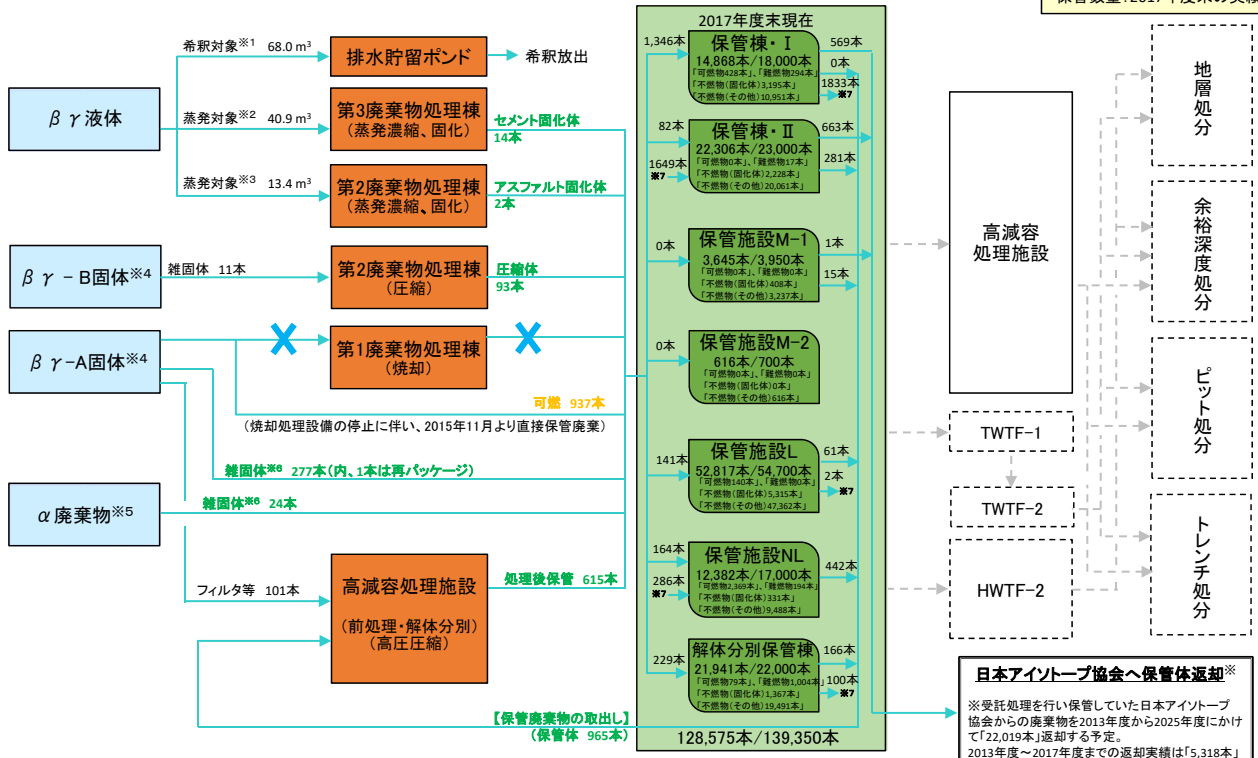 保管数量:2017年度末の実績
2017年度末現在
βγ液体
希釈対象※1 68.0 m³
排水貯留ポンド
希釈放出
蒸発対象※2 40.9 m³
第3廃棄物処理棟
(蒸発濃縮、固化)
セメント固化体
14本
蒸発対象※3 13.4 m³
第2廃棄物処理棟
(蒸発濃縮、固化)
アスファルト固化体
2本
βγ-B固体※4
雑固体 11本
第2廃棄物処理棟
(圧縮)
圧縮体
93本
βγ-A固体※4
第1廃棄物処理棟
(焼却)
可燃 937本
(焼却処理設備の停止に伴い、2015年11月より直接保管廃棄)
雑固体※6 277本(内、1本は再パッケージ)
α廃棄物※5
雑固体※6 24本
フィルタ等 101本
高減容処理施設
(前処理・解体分別)
(高圧圧縮)
処理後保管 615本
【保管廃棄物の取出し】
(保管体 965本)
1,346本
保管棟・Ⅰ
14,868本/18,000本
「可燃物428本」、「難燃物294本」
「不燃物(固化体)3,195本」
「不燃物(その他)10,951本」
569本
0本
1833本
※7
82本
1649本
※7
保管棟・Ⅱ
22,306本/23,000本
「可燃物0本」、「難燃物17本」
「不燃物(固化体)2,228本」
「不燃物(その他)20,061本」
663本
281本
0本
保管施設M-1
3,645本/3,950本
「可燃物0本」、「難燃物0本」
「不燃物(固化体)408本」
「不燃物(その他)3,237本」
1本
15本
0本
保管施設M-2
616本/700本
「可燃物0本」、「難燃物0本」
「不燃物(固化体)0本」
「不燃物(その他)616本」
141本
保管施設L
52,817本/54,700本
「可燃物140本」、「難燃物0本」
「不燃物(固化体)5,315本」
「不燃物(その他)47,362本」
61本
2本
※7
164本
286本
※7
保管施設NL
12,382本/17,000本
「可燃物2,369本」、「難燃物194本」
「不燃物(固化体)331本」
「不燃物(その他)9,488本」
442本
229本
解体分別保管棟
21,941本/22,000本
「可燃物79本」、「難燃物1,004本」
「不燃物(固化体)1,367本」
「不燃物(その他)19,491本」
166本
100本
※7
128,575本/139,350本
高減容
処理施設
TWTF-1
TWTF-2
HWTF-2
地層処分
余裕深度処分
ピット処分
トレンチ処分
日本アイソトープ協会へ保管体返却※
※受託処理を行い保管していた日本アイソトープ
協会からの廃棄物を2013年度から2025年度にかけ
て「22,019本」返却する予定。
2013年度～2017年度までの返却実績は「5,318本」